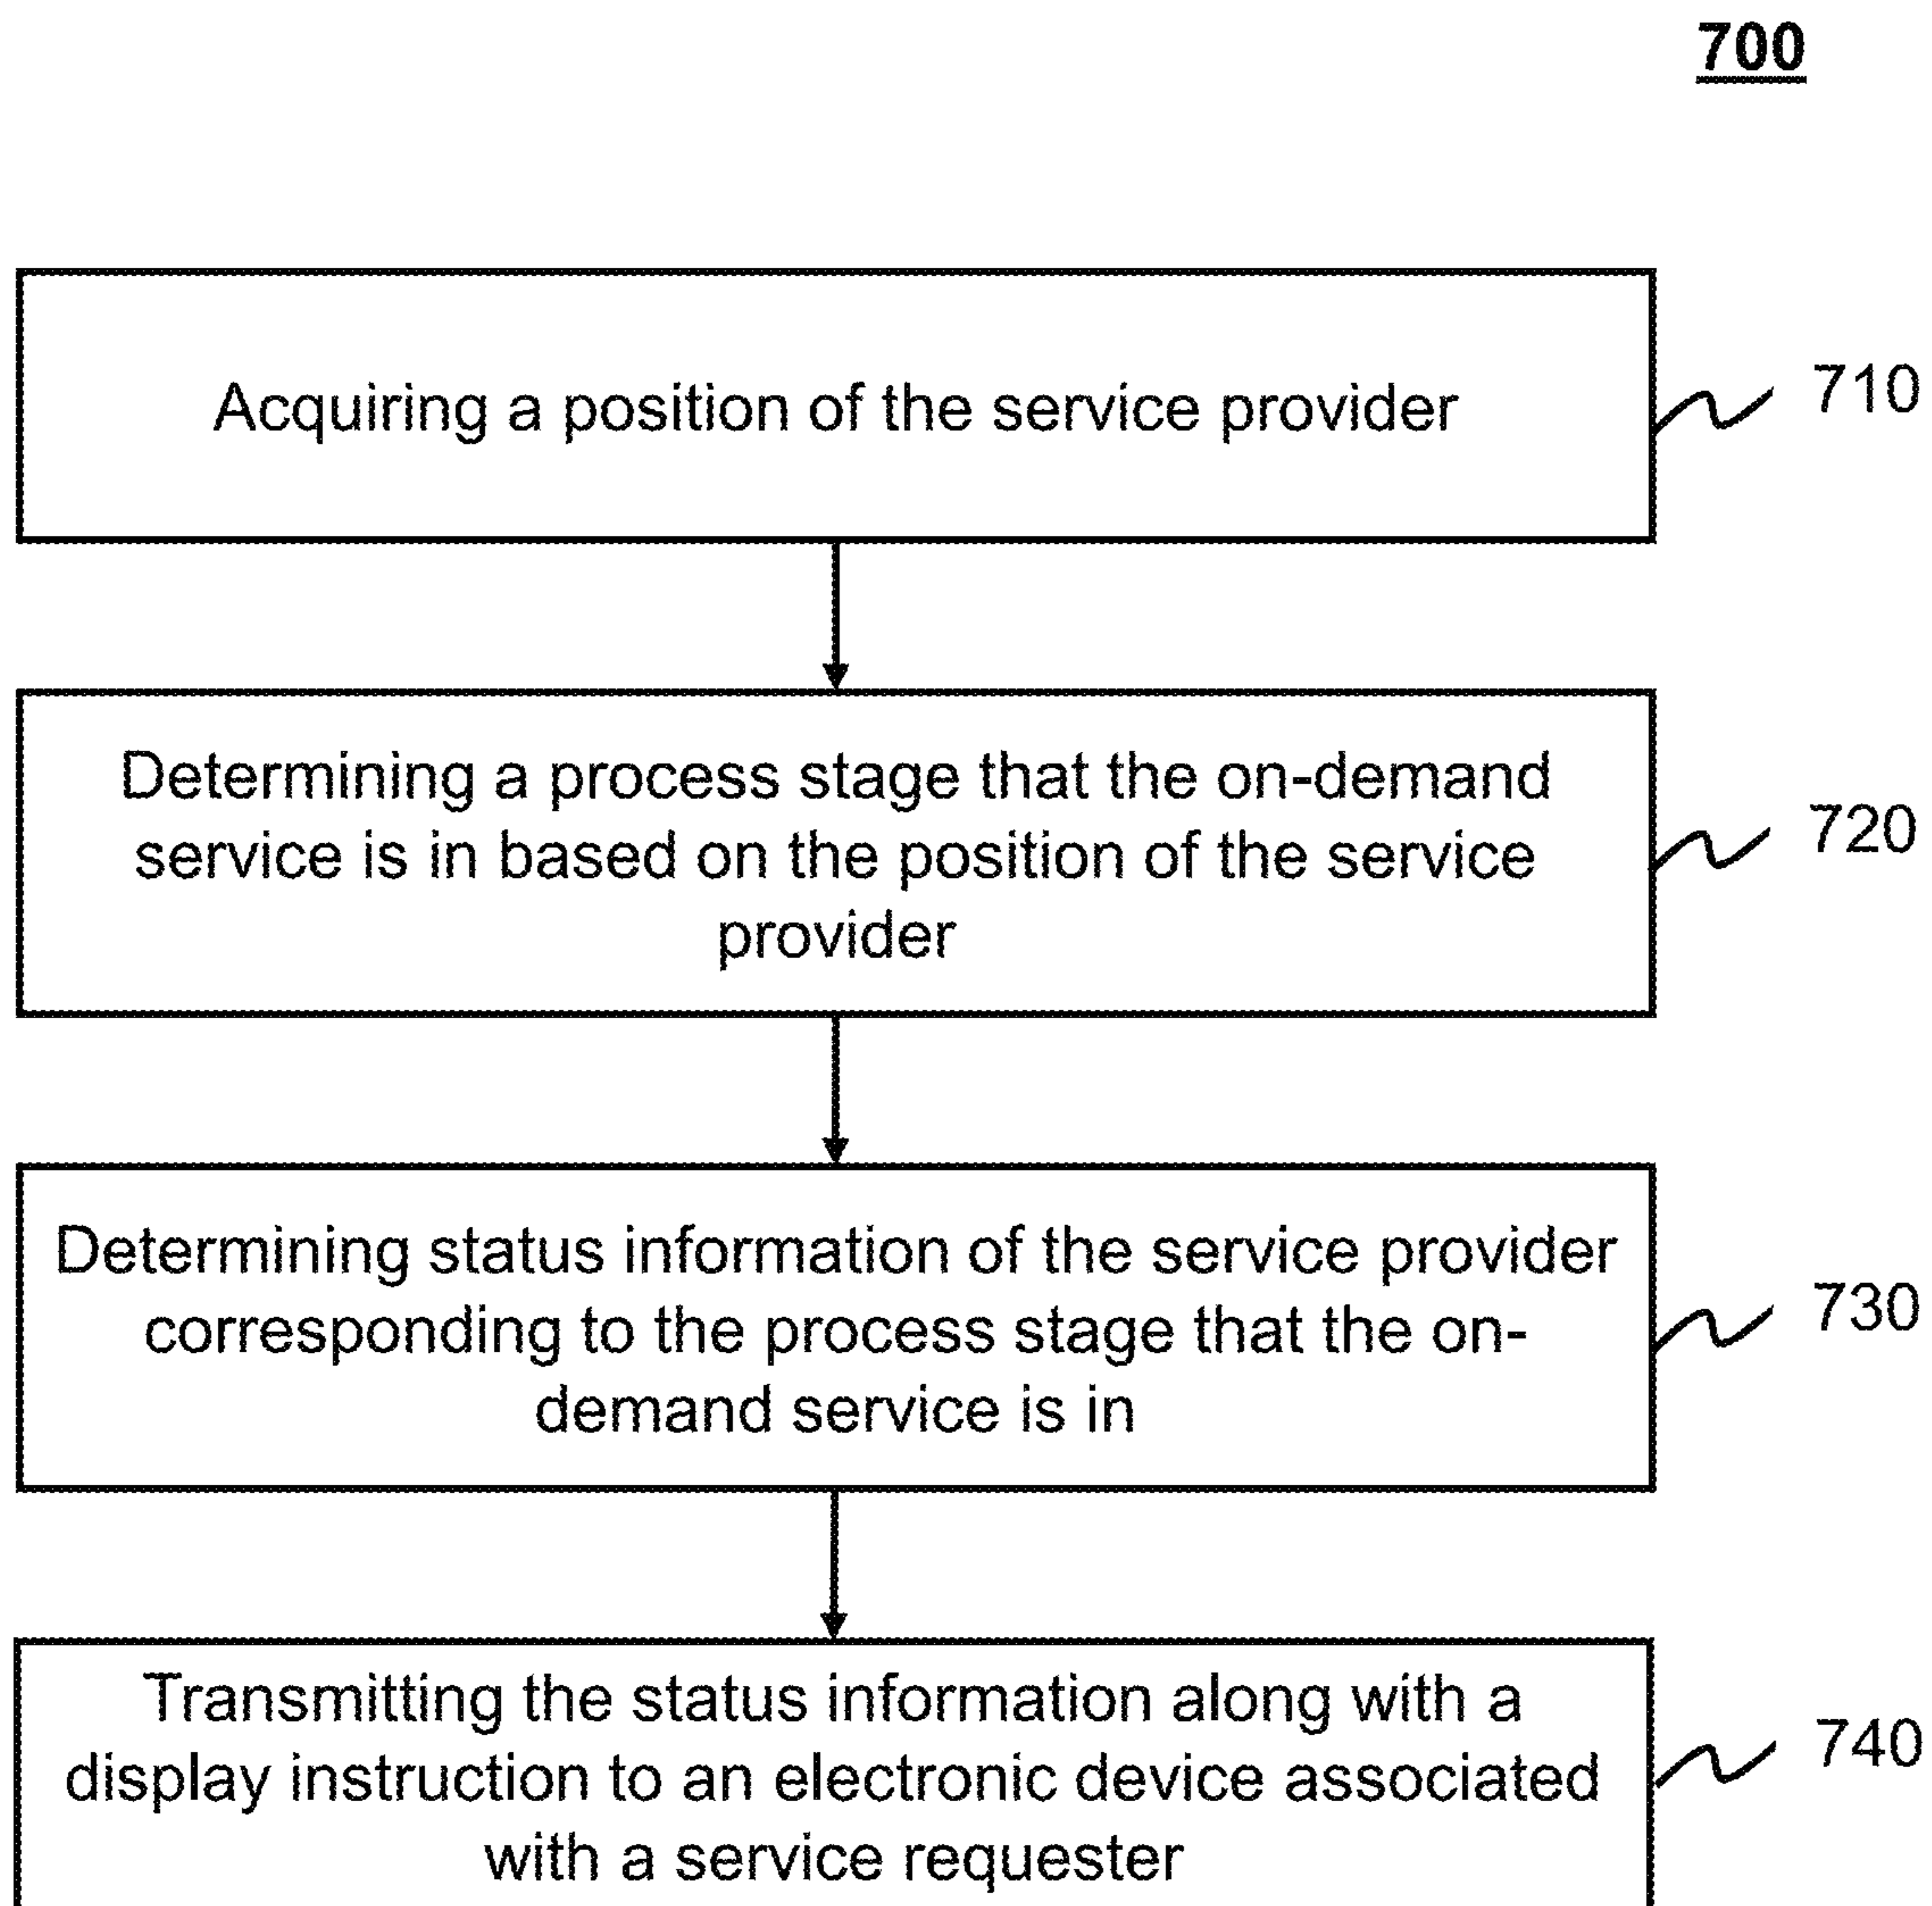 700
Acquiring a position of the service provider
710
Determining a process stage that the on-demand
service is in based on the position of the service
provider
720
Determining status information of the service provider
corresponding to the process stage that the on-
demand service is in
730
Transmitting the status information along with a
display instruction to an electronic device associated
with a service requester
740